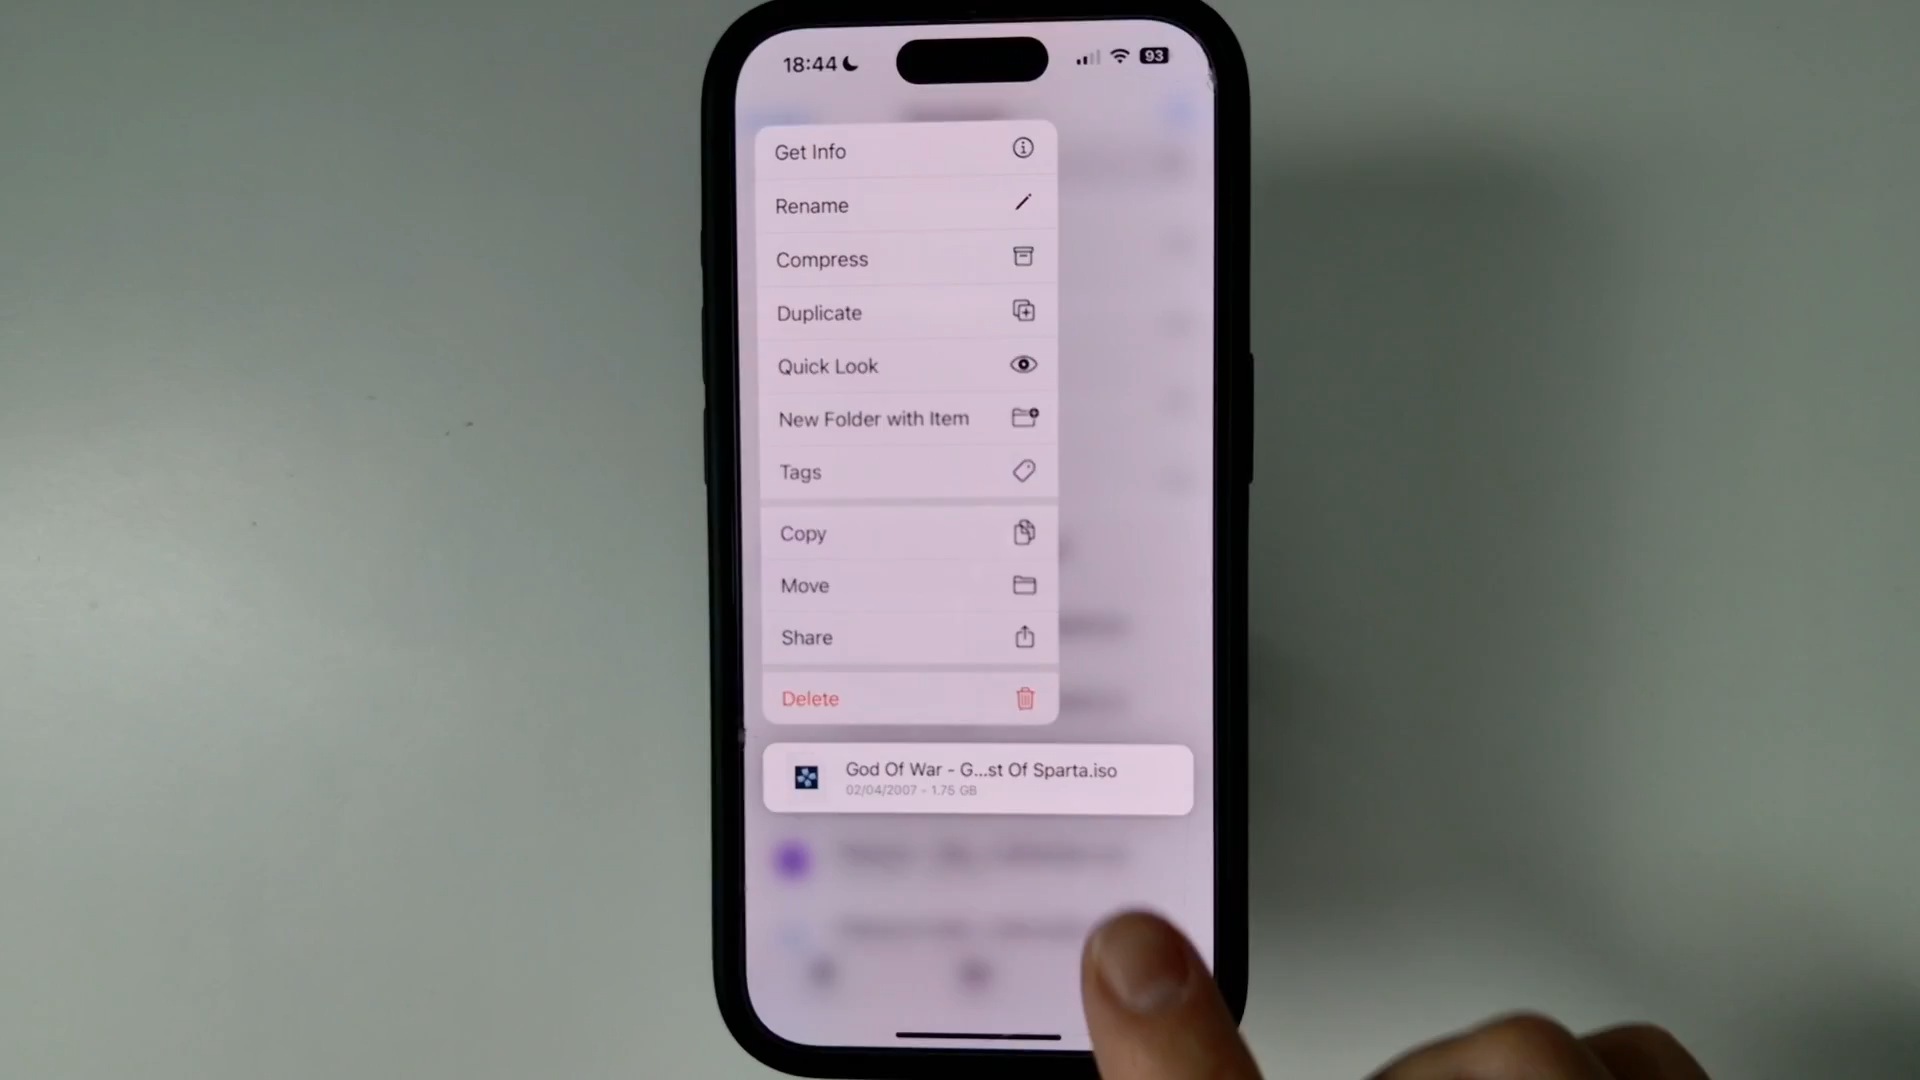 18:44
93
Get Info
Rename
Compress
Duplicate
Quick Look
New Folder with Item
Tags
Copy
Move
Share
Delete
God Of War - G...st Of Sparta.iso
02/04/2007 - 1.75 GB